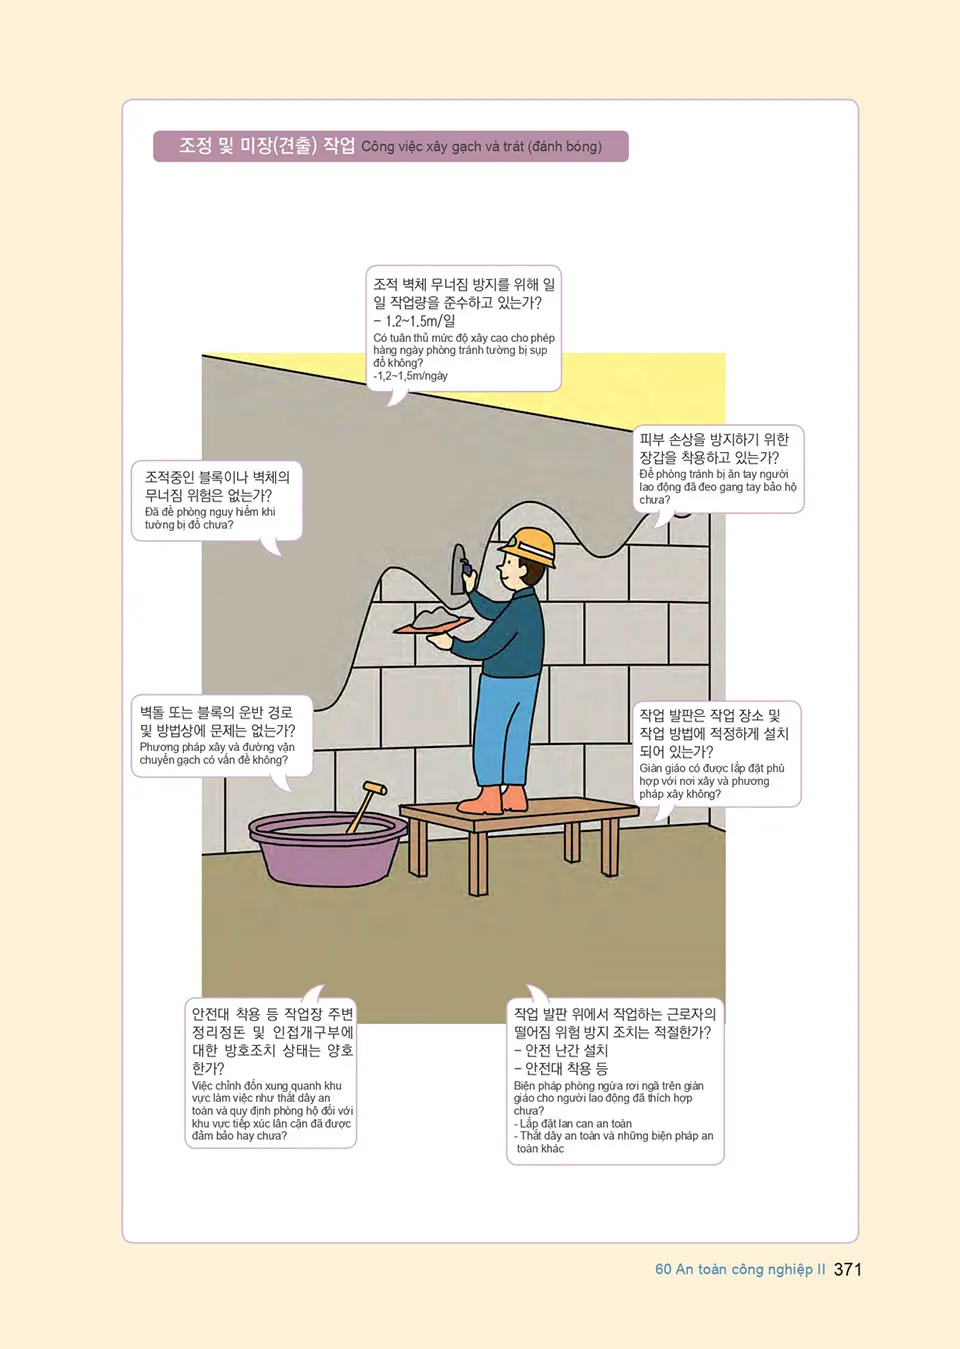 조정 및 미장(견출) 작업 Công việc xây gạch và trát (đánh bóng)
조적 벽체 무너짐 방지를 위해 일
일 작업량을 준수하고 있는가?
- 1.2~1.5m/일
Có tuân thủ mức độ xây cao cho phép
hàng ngày phòng tránh tường bị sụp
đổ không?
-1,2~1,5m/ngày
피부 손상을 방지하기 위한
장갑을 착용하고 있는가?
Để phòng tránh bị ăn tay người
lao động đã đeo gang tay bảo hộ
chưa?
조적중인 블록이나 벽체의
무너짐 위험은 없는가?
Đã đề phòng nguy hiểm khi
tường bị đổ chưa?
벽돌 또는 블록의 운반 경로
및 방법상에 문제는 없는가?
Phương pháp xây và đường vận
chuyển gạch có vấn đề không?
작업 발판은 작업 장소 및
작업 방법에 적정하게 설치
되어 있는가?
Giàn giáo có được lắp đặt phù
hợp với nơi xây và phương
pháp xây không?
안전대 착용 등 작업장 주변
정리정돈 및 인접개구부에
대한 방호조치 상태는 양호
한가?
Việc chỉnh đốn xung quanh khu
vực làm việc như thắt dây an
toàn và quy định phòng hộ đối với
khu vực tiếp xúc lân cận đã được
đảm bảo hay chưa?
작업 발판 위에서 작업하는 근로자의
떨어짐 위험 방지 조치는 적절한가?
- 안전 난간 설치
- 안전대 착용 등
Biện pháp phòng ngừa rơi ngã trên giàn
giáo cho người lao động đã thích hợp
chưa?
- Lắp đặt lan can an toàn
- Thắt dây an toàn và những biện pháp an
toàn khác
60 An toàn công nghiệp II 371